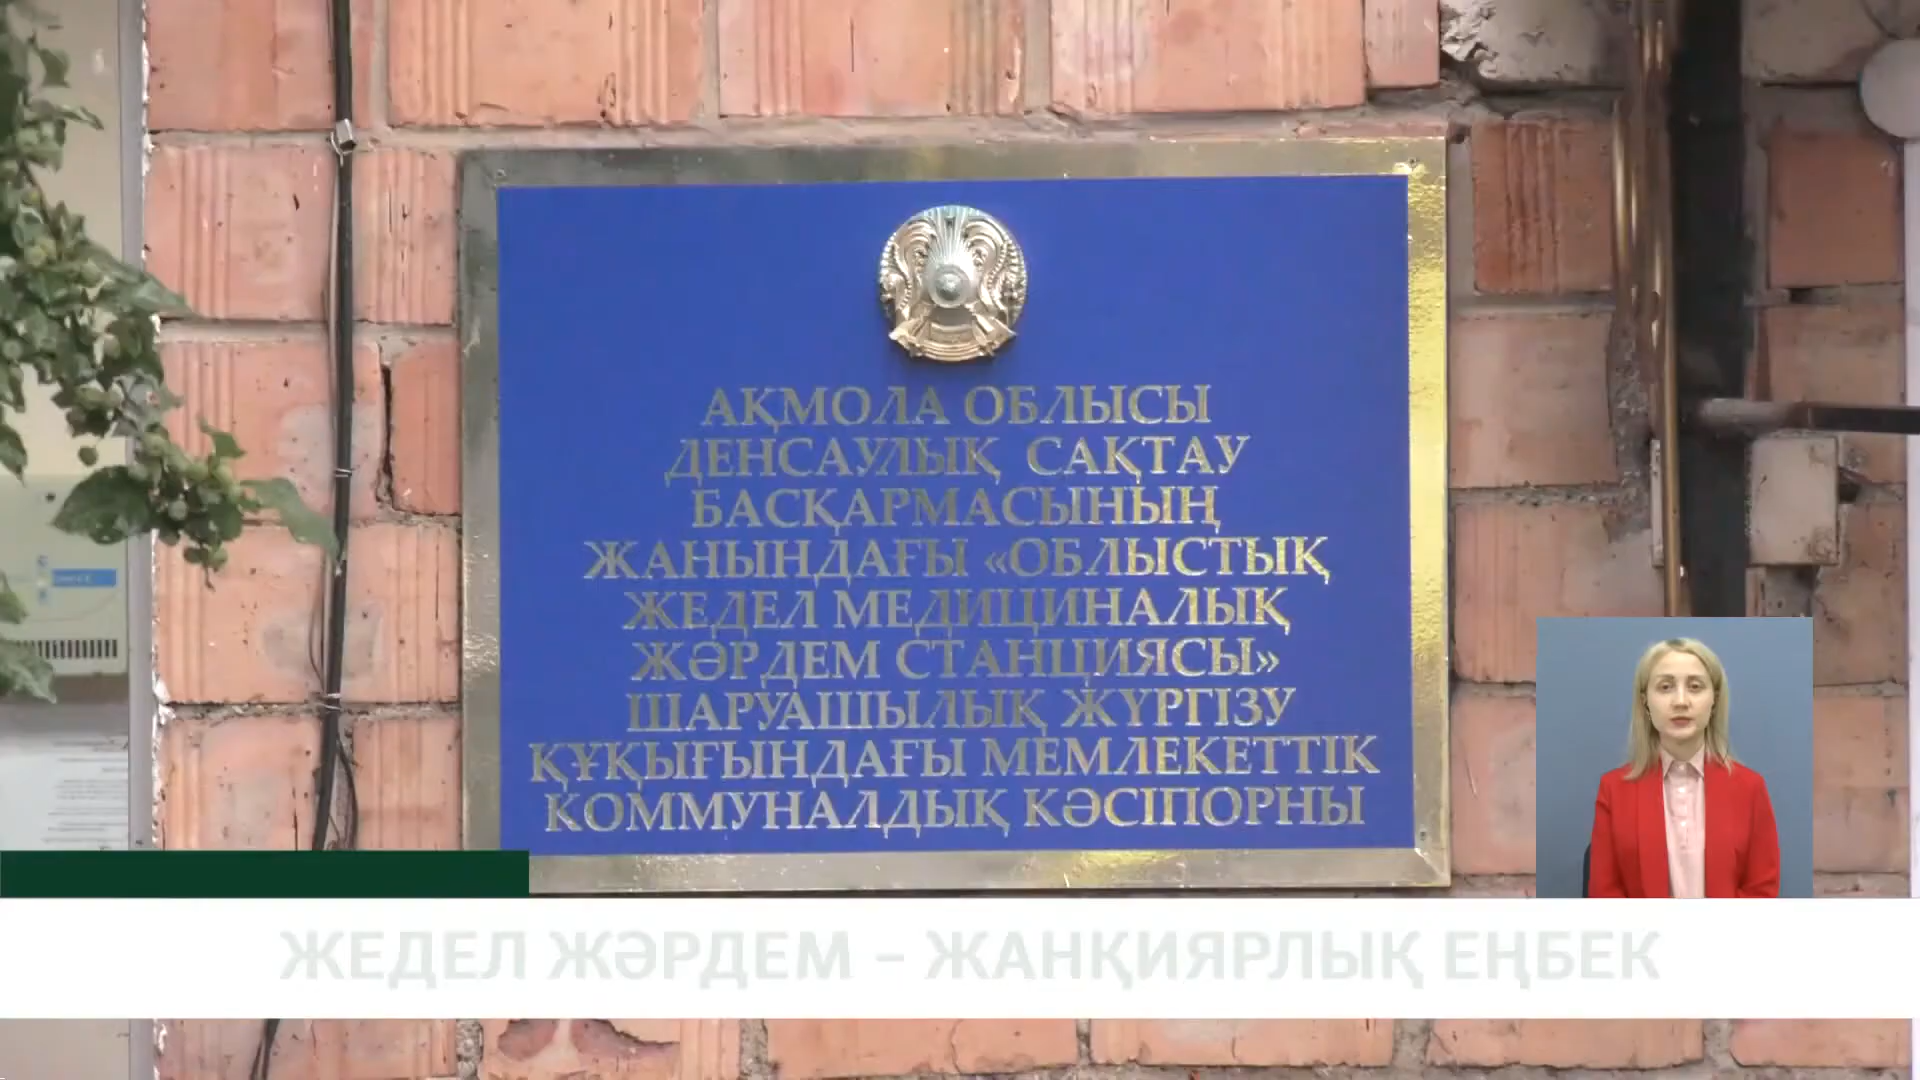 АҚМОЛА ОБЛЫСЫ
ДЕНСАУЛЫҚ САҚТАУ
БАСҚАРМАСЫНЫҢ
ЖАНЫНДАҒЫ «ОБЛЫСТЫҚ
ЖЕДЕЛ МЕДИЦИНАЛЫҚ
ЖӘРДЕМ СТАНЦИЯСЫ»
ШАРУАШЫЛЫҚ ЖҮРГІЗУ
ҚҰҚЫҒЫНДАҒЫ МЕМЛЕКЕТТІК
КОММУНАЛДЫҚ КӘСІПОРНЫ
ЖЕДЕЛ ЖӘРДЕМ – ЖАНҚИЯРЛЫҚ ЕҢБЕК